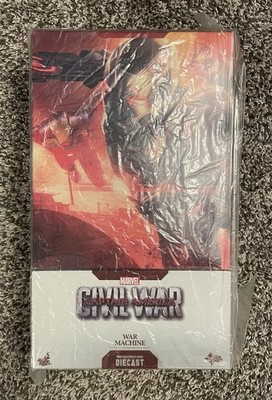 MARVEL
CAPTAIN AMERICA
CIVIL WAR
WAR
MACHINE
DIECAST